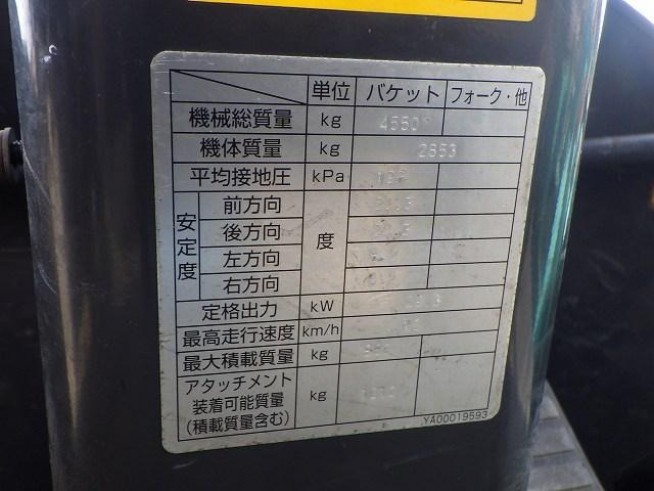 単位 バケット フォーク・他
機械総質量 kg 4550
機体質量 kg 2853
平均接地圧 kPa
安定度 度
前方向
後方向
左方向
右方向
定格出力 kW
最高走行速度 km/h
最大積載質量 kg
アタッチメント
装着可能質量 kg
(積載質量含む)
YA00019593